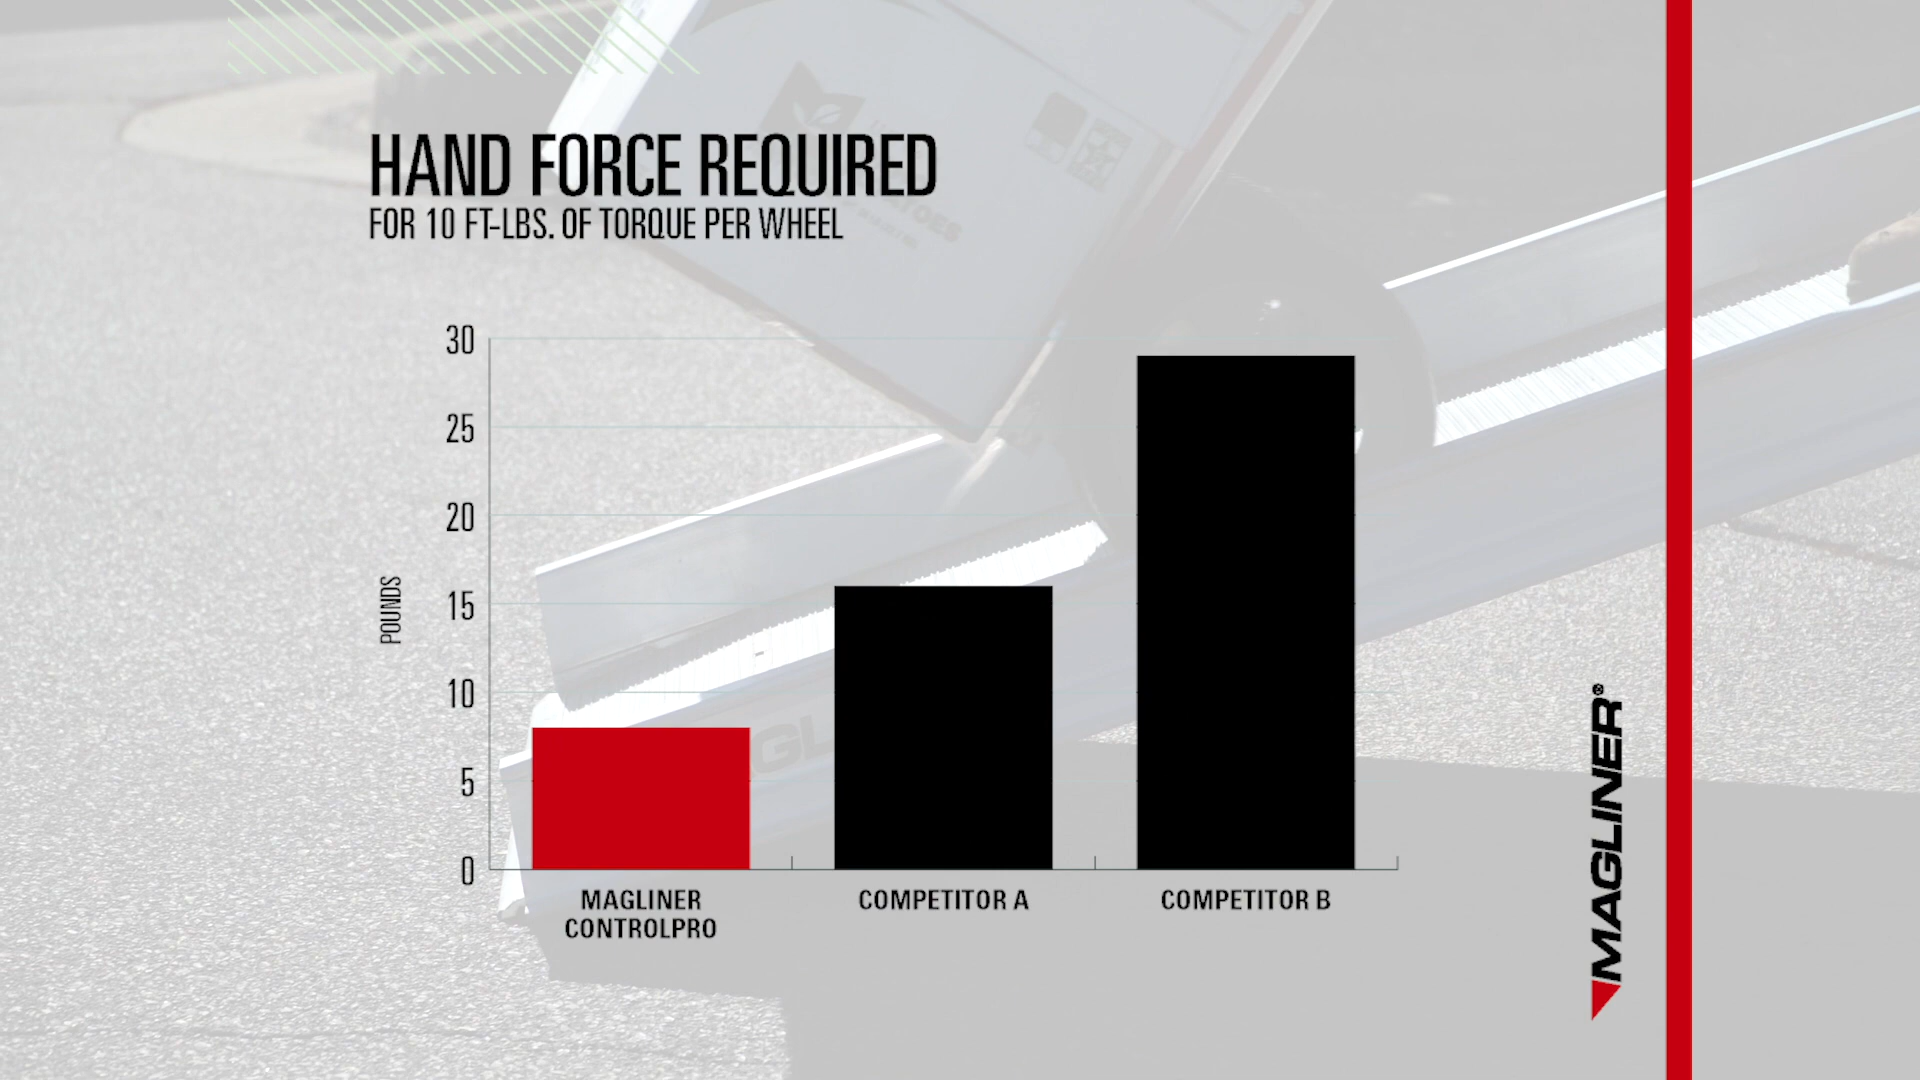 HAND FORCE REQUIRED
FOR 10 FT-LBS. OF TORQUE PER WHEEL
30
25
20
15
10
5
0
POUNDS
MAGLINER
CONTROLPRO
COMPETITOR A
COMPETITOR B
MAGLINER®